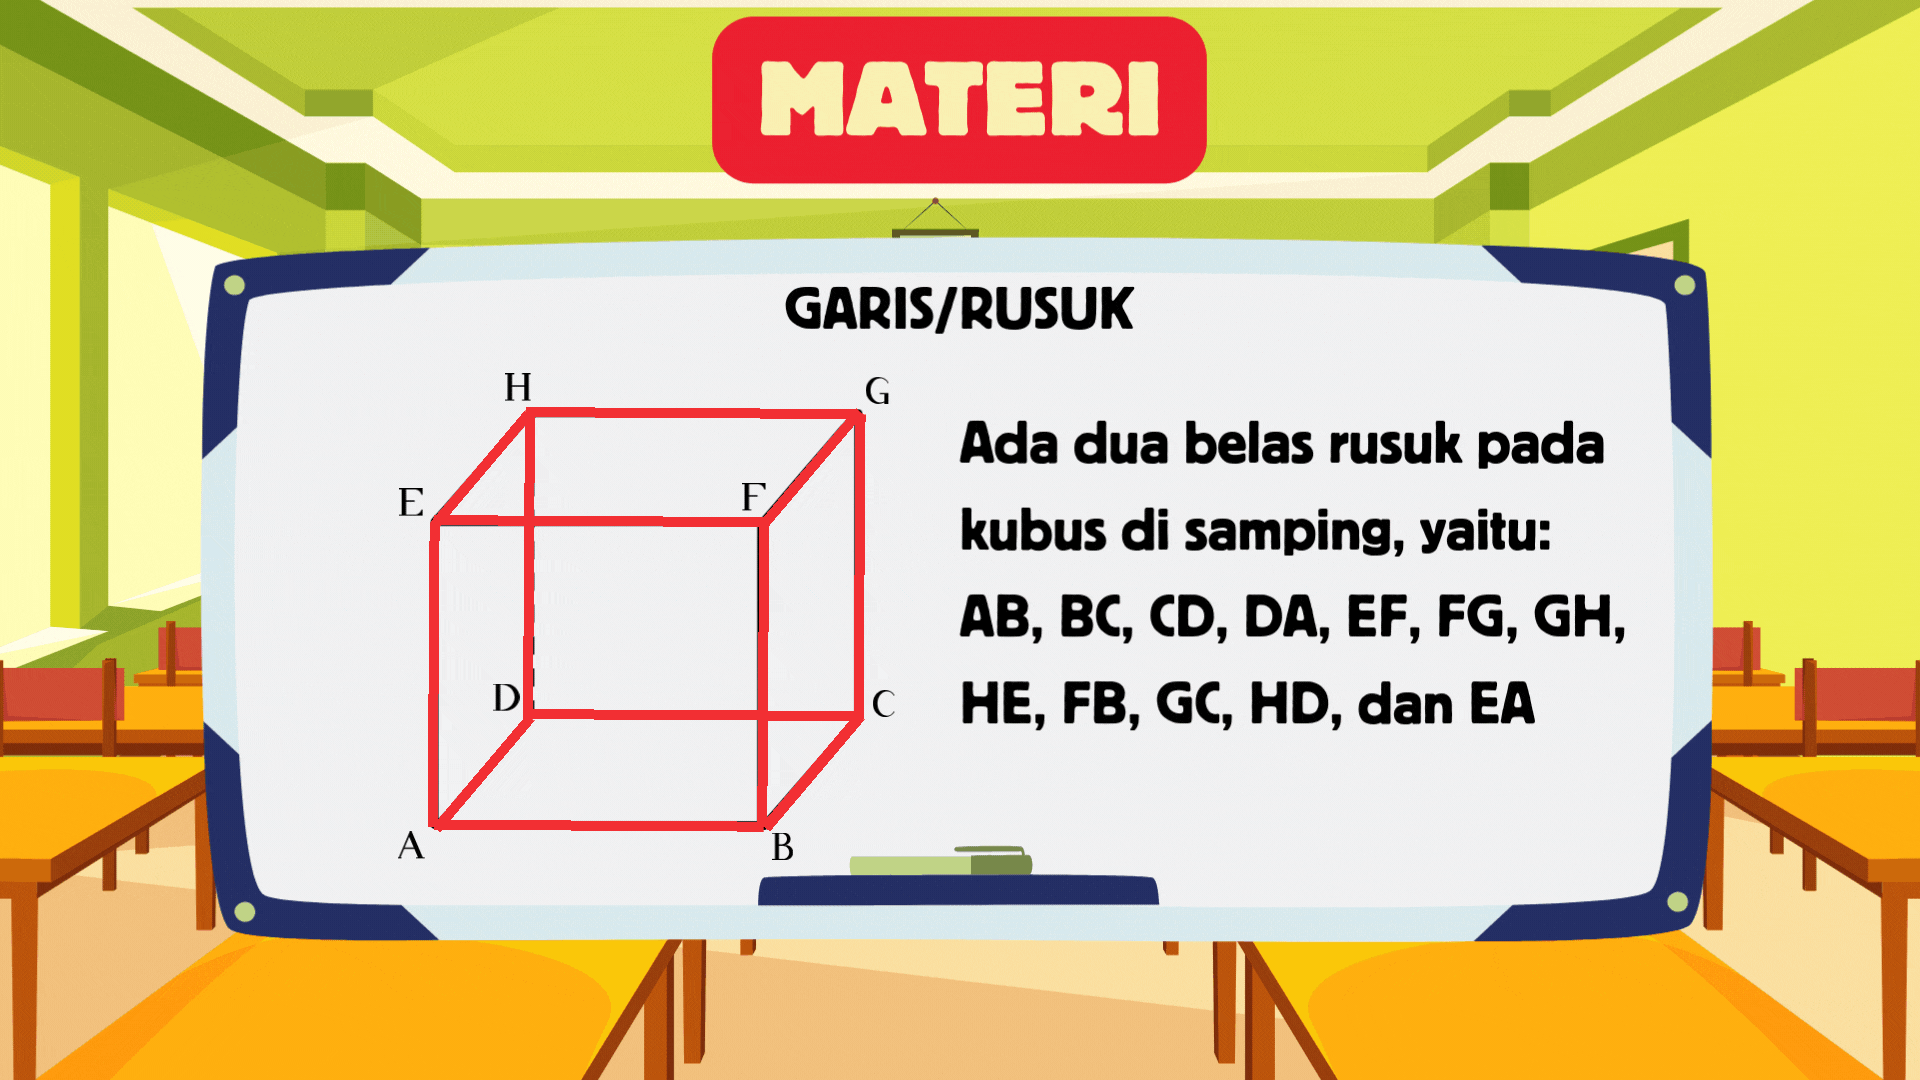 MATERI
GARIS/RUSUK
H
G
E
F
D
C
A
B
Ada dua belas rusuk pada
kubus di samping, yaitu:
AB, BC, CD, DA, EF, FG, GH,
HE, FB, GC, HD, dan EA